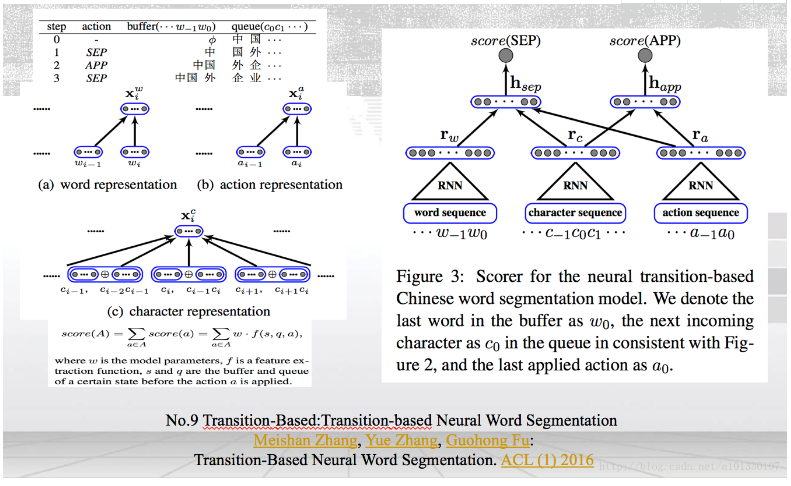 step action buffer(⋯w₋₁w₀) queue(c₀c₁ ⋯)
0 - ϕ 中 国 ⋯
1 SEP 中 国 外 ⋯
2 APP 中国 外 企 ⋯
3 SEP 中国 外 企 业 ⋯
xᵢʷ xᵢᵃ
...... ......
...... wᵢ₋₁ wᵢ ...... aᵢ₋₁ aᵢ
(a) word representation (b) action representation
xᵢᶜ
...... ......
...... ⊕ ⊕ ⊕ ......
cᵢ₋₁, cᵢ₋₂cᵢ₋₁ cᵢ, cᵢ₋₁cᵢ cᵢ₊₁, cᵢcᵢ₊₁
(c) character representation
score(A) = ∑ score(a) = ∑ w · f(s, q, a),
a∈A a∈A
where w is the model parameters, f is a feature ex-
traction function, s and q are the buffer and queue
of a certain state before the action a is applied.
score(SEP) score(APP)
h_sep h_app
r_w r_c r_a
RNN RNN RNN
word sequence character sequence action sequence
⋯w₋₁w₀ ⋯c₋₁c₀c₁⋯ ⋯a₋₁a₀
Figure 3: Scorer for the neural transition-based
Chinese word segmentation model. We denote the
last word in the buffer as w₀, the next incoming
character as c₀ in the queue in consistent with Fig-
ure 2, and the last applied action as a₀.
No.9 Transition-Based:Transition-based Neural Word Segmentation
Meishan Zhang, Yue Zhang, Guohong Fu:
Transition-Based Neural Word Segmentation. ACL (1) 2016